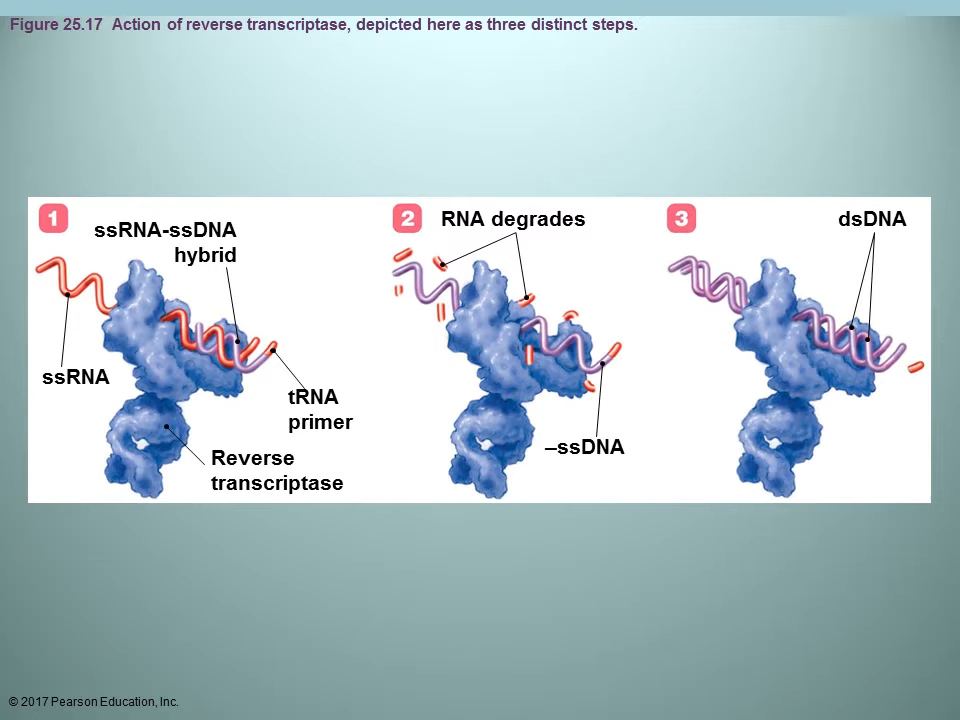 Figure 25.17 Action of reverse transcriptase, depicted here as three distinct steps.
1
ssRNA-ssDNA
hybrid
ssRNA
tRNA
primer
Reverse
transcriptase
2
RNA degrades
–ssDNA
3
dsDNA
© 2017 Pearson Education, Inc.